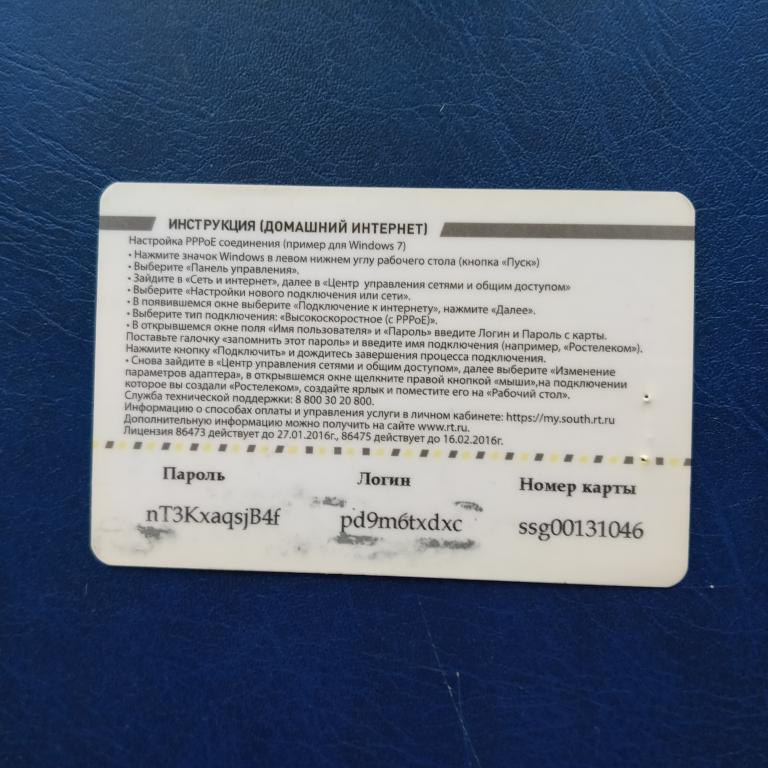 ИНСТРУКЦИЯ (ДОМАШНИЙ ИНТЕРНЕТ)
Настройка PPPoE соединения (пример для Windows 7)
• Нажмите значок Windows в левом нижнем углу рабочего стола (кнопка «Пуск»)
• Выберите «Панель управления».
• Зайдите в «Сеть и интернет», далее в «Центр управления сетями и общим доступом»
• Выберите «Настройки нового подключения или сети».
• В появившемся окне выберите «Подключение к интернету», нажмите «Далее».
• Выберите тип подключения: «Высокоскоростное (с PPPoE)».
• В открывшемся окне поля «Имя пользователя» и «Пароль» введите Логин и Пароль с карты.
Поставьте галочку «запомнить этот пароль» и введите имя подключения (например, «Ростелеком»).
Нажмите кнопку «Подключить» и дождитесь завершения процесса подключения.
• Снова зайдите в «Центр управления сетями и общим доступом», далее выберите «Изменение
параметров адаптера», в открывшемся окне щелкните правой кнопкой «мыши»,на подключении
которое вы создали «Ростелеком», создайте ярлык и поместите его на «Рабочий стол».
Служба технической поддержки: 8 800 30 20 800.
Информацию о способах оплаты и управления услуги в личном кабинете: https://my.south.rt.ru
Дополнительную информацию можно получить на сайте www.rt.ru.
Лицензия 86473 действует до 27.01.2016г., 86475 действует до 16.02.2016г.
Пароль Логин Номер карты
nT3KxaqsjB4f pd9m6txdxc ssg00131046